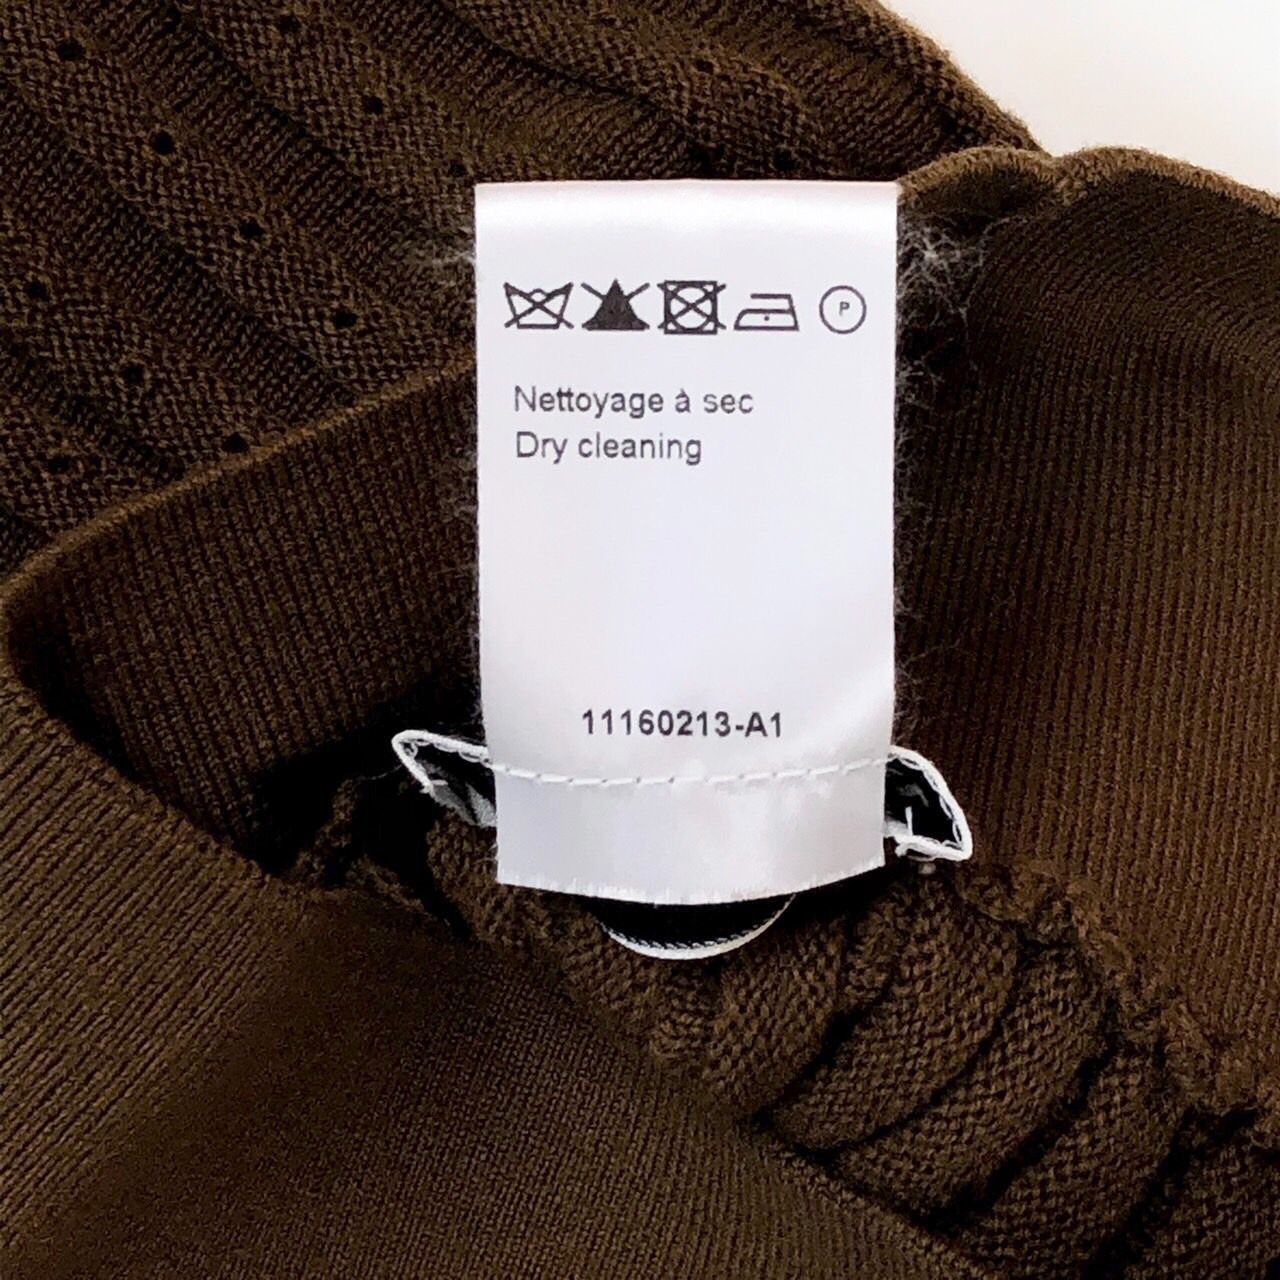 P
Nettoyage à sec
Dry cleaning
11160213-A1